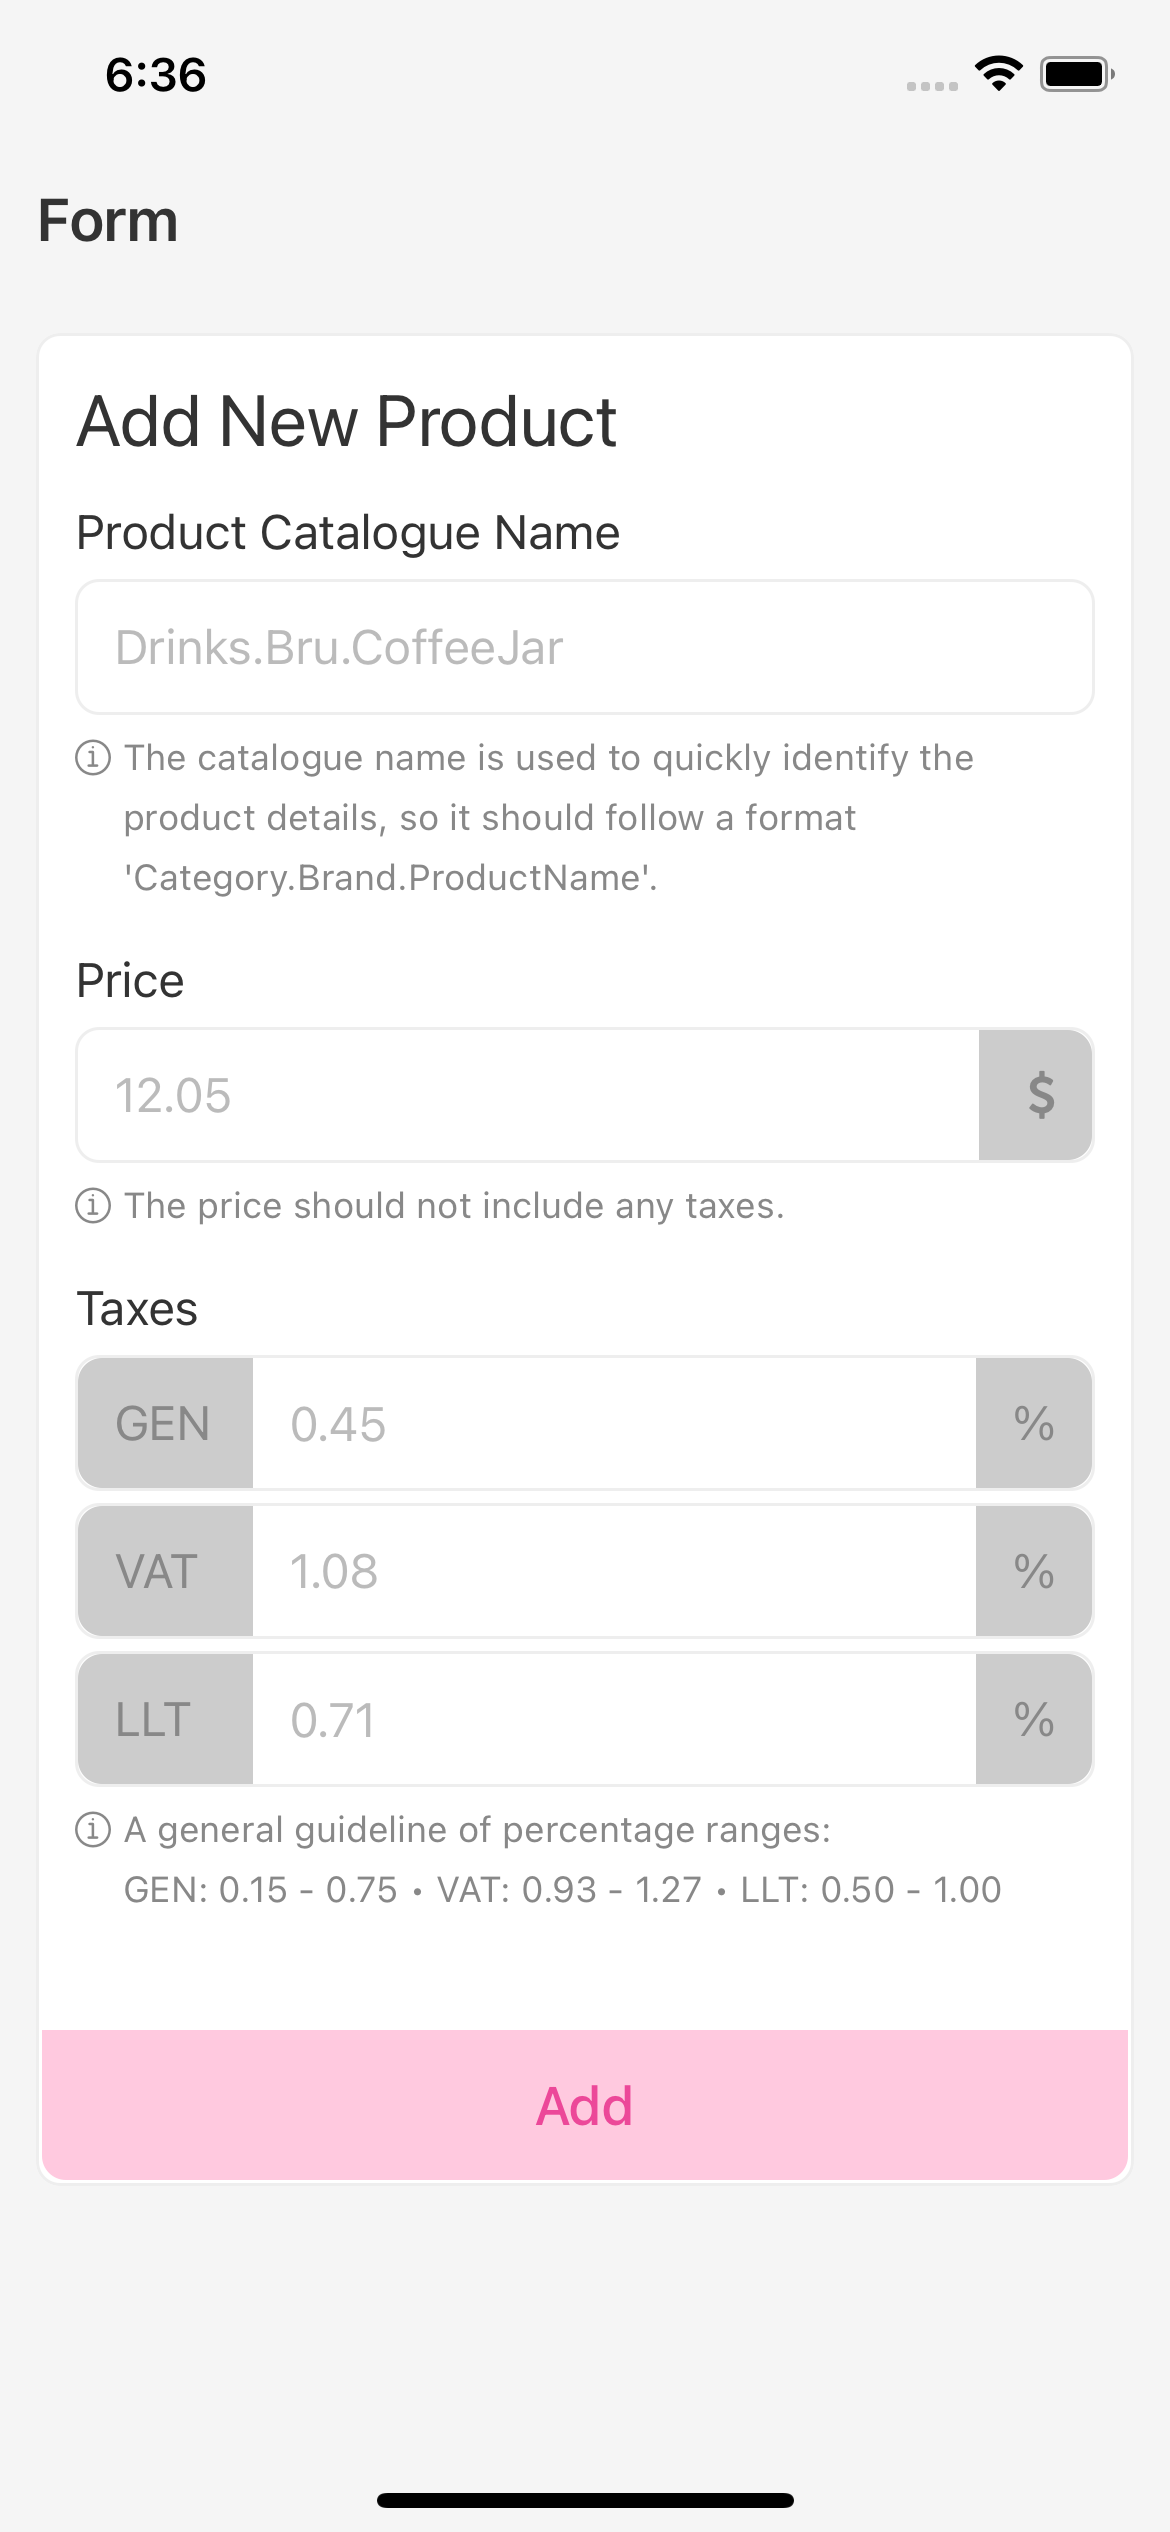 6:36
Form
Add New Product
Product Catalogue Name
Drinks.Bru.CoffeeJar
The catalogue name is used to quickly identify the
product details, so it should follow a format
'Category.Brand.ProductName'.
Price
12.05 $
The price should not include any taxes.
Taxes
GEN 0.45 %
VAT 1.08 %
LLT 0.71 %
A general guideline of percentage ranges:
GEN: 0.15 - 0.75 • VAT: 0.93 - 1.27 • LLT: 0.50 - 1.00
Add